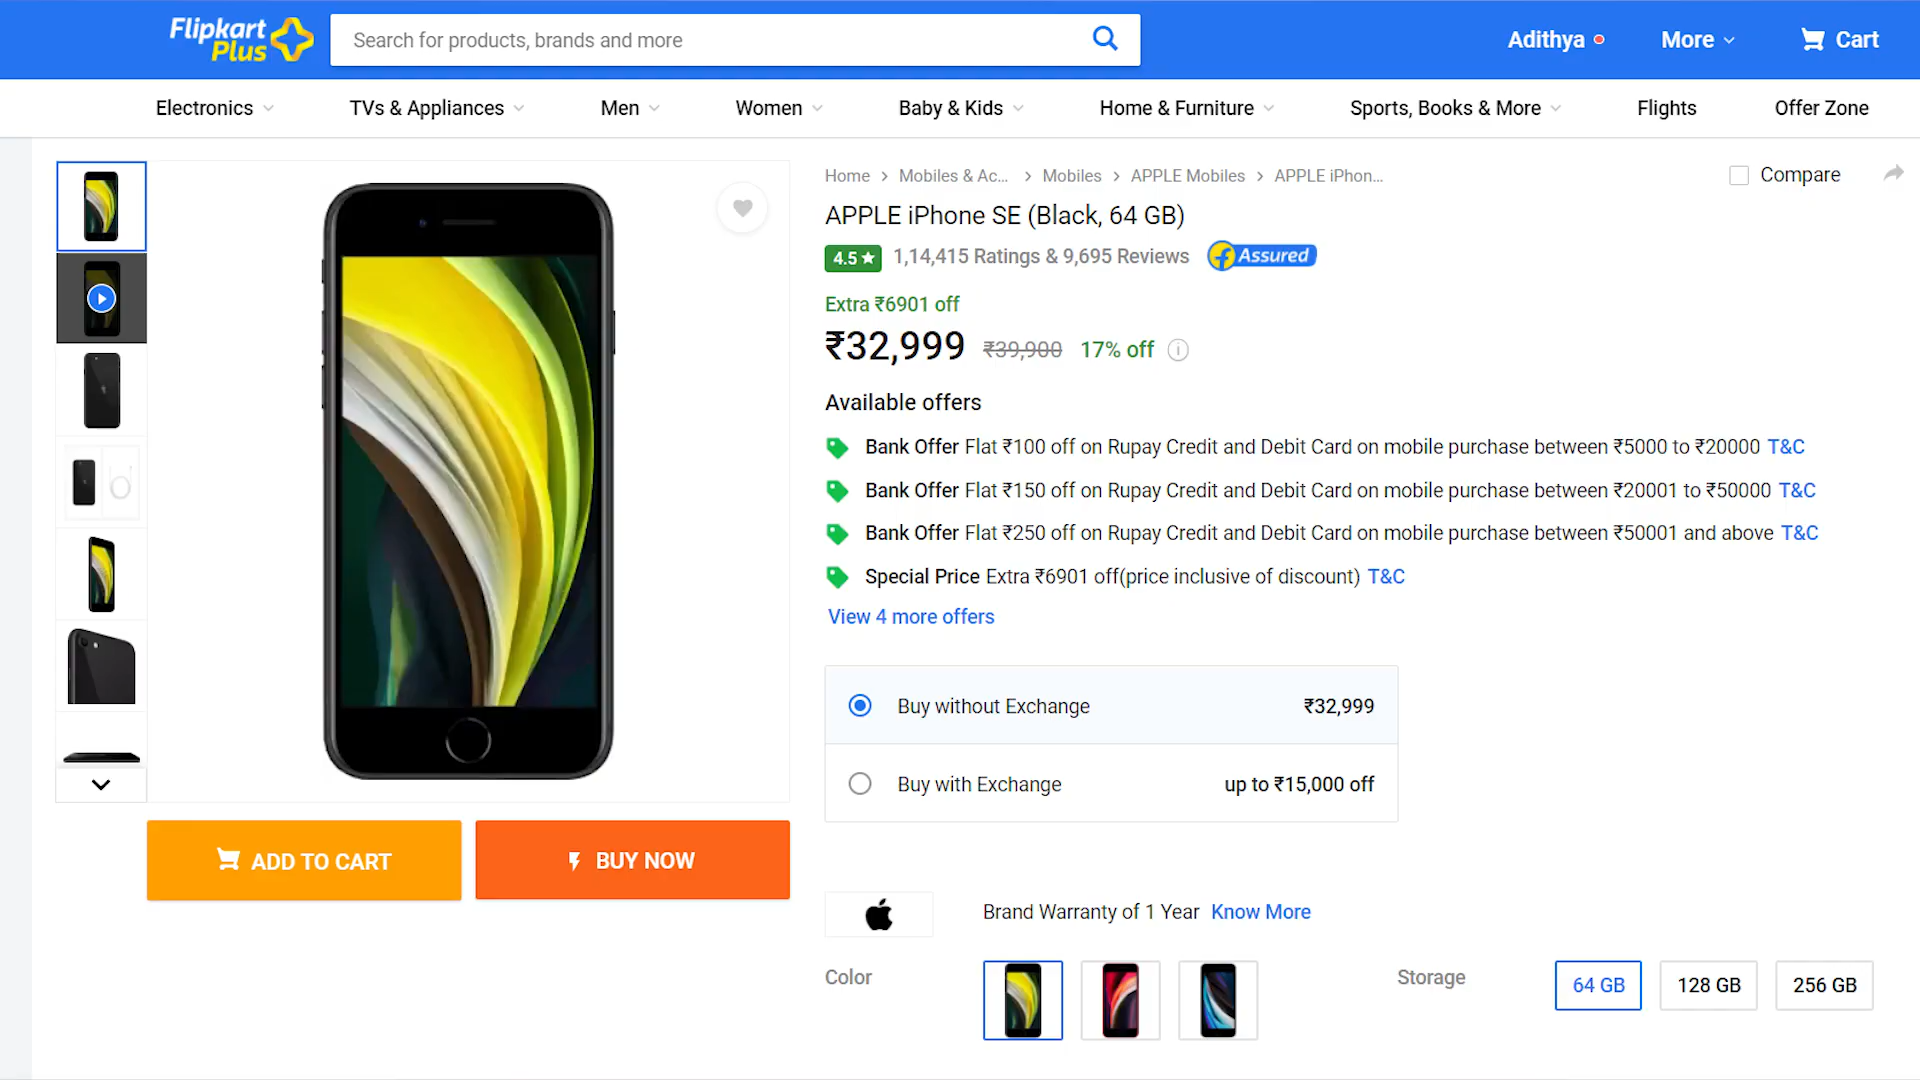 Flipkart
Plus
Search for products, brands and more
Adithya
More
Cart
Electronics
TVs & Appliances
Men
Women
Baby & Kids
Home & Furniture
Sports, Books & More
Flights
Offer Zone
Home > Mobiles & Ac... > Mobiles > APPLE Mobiles > APPLE iPhon...
Compare
APPLE iPhone SE (Black, 64 GB)
4.5★ 1,14,415 Ratings & 9,695 Reviews Assured
Extra ₹6901 off
₹32,999 ₹39,900 17% off
Available offers
Bank Offer Flat ₹100 off on Rupay Credit and Debit Card on mobile purchase between ₹5000 to ₹20000 T&C
Bank Offer Flat ₹150 off on Rupay Credit and Debit Card on mobile purchase between ₹20001 to ₹50000 T&C
Bank Offer Flat ₹250 off on Rupay Credit and Debit Card on mobile purchase between ₹50001 and above T&C
Special Price Extra ₹6901 off(price inclusive of discount) T&C
View 4 more offers
Buy without Exchange ₹32,999
Buy with Exchange up to ₹15,000 off
ADD TO CART
BUY NOW
Brand Warranty of 1 Year Know More
Color
Storage
64 GB
128 GB
256 GB